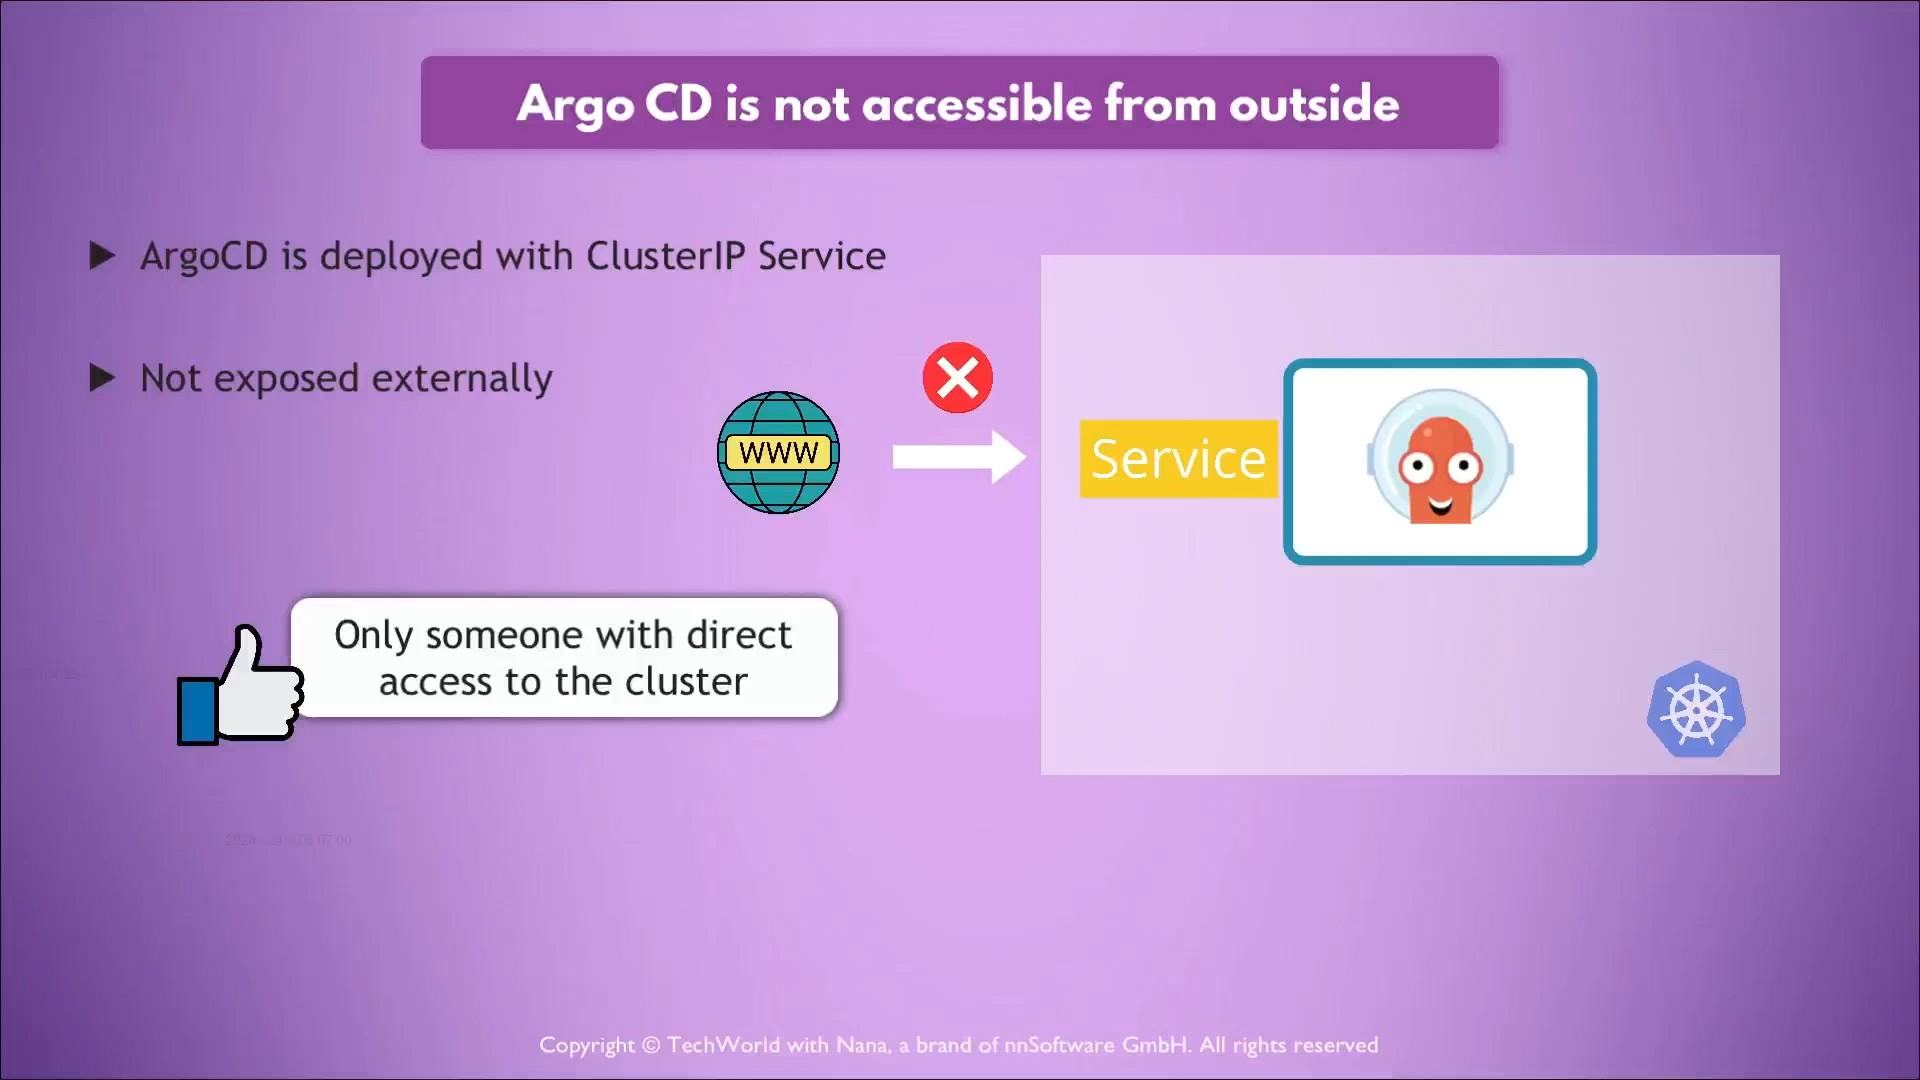 Argo CD is not accessible from outside
ArgoCD is deployed with ClusterIP Service
Not exposed externally
WWW
Service
Only someone with direct
access to the cluster
Copyright © TechWorld with Nana, a brand of nnSoftware GmbH. All rights reserved